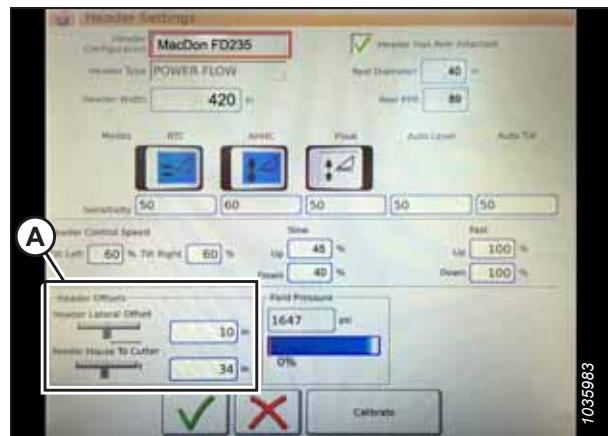 Header Settings
Header Configuration MacDon FD235 Header Has Reel Attached
Header Type POWER FLOW Reel Diameter 40 in
Header Width 420 in Reel PPR 89
Modes RTC AHHC Float Auto Level Auto Tilt
Sensitivity 50 60 50 50 50
Header Control Speed Slow Fast
Tilt Left 60 % Tilt Right 60 % Up 45 % Up 100 %
Down 40 % Down 100 %
A
Header Offsets Field Pressure
Header Lateral Offset 10 in 1647 psi
Feeder House To Cutter 34 in 0%
Calibrate
1035983